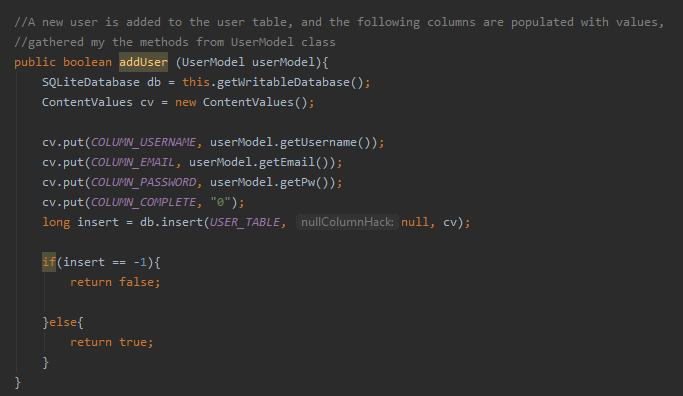 //A new user is added to the user table, and the following columns are populated with values,
//gathered my the methods from UserModel class
public boolean addUser (UserModel userModel){
    SQLiteDatabase db = this.getWritableDatabase();
    ContentValues cv = new ContentValues();

    cv.put(COLUMN_USERNAME, userModel.getUsername());
    cv.put(COLUMN_EMAIL, userModel.getEmail());
    cv.put(COLUMN_PASSWORD, userModel.getPw());
    cv.put(COLUMN_COMPLETE, "0");
    long insert = db.insert(USER_TABLE, nullColumnHack: null, cv);

    if(insert == -1){
        return false;

    }else{
        return true;
    }
}